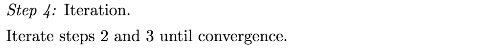 Step 4: Iteration.
Iterate steps 2 and 3 until convergence.